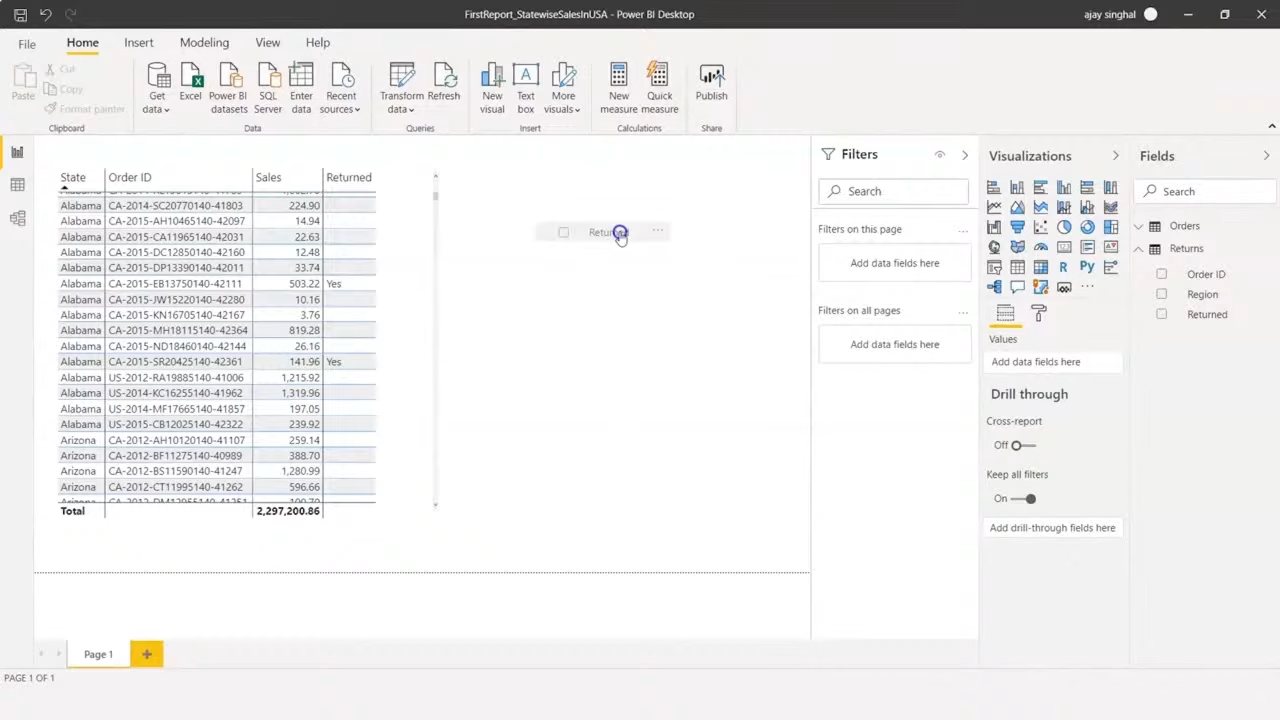 FirstReport_StatewiseSalesInUSA - Power BI Desktop
ajay singhal
File Home Insert Modeling View Help
Paste
Cut
Copy
Format painter
Clipboard
Get data
Excel
Power BI datasets
SQL Server
Enter data
Recent sources
Data
Transform data
Refresh
Queries
New visual
Text box
More visuals
Insert
New measure
Quick measure
Calculations
Publish
Share
State Order ID Sales Returned
Alabama CA-2014-SC20770140-41803 224.90
Alabama CA-2015-AH10465140-42097 14.94
Alabama CA-2015-CA11965140-42031 22.63
Alabama CA-2015-DC12850140-42160 12.48
Alabama CA-2015-DP13390140-42011 33.74
Alabama CA-2015-EB13750140-42111 503.22 Yes
Alabama CA-2015-JW15220140-42280 10.16
Alabama CA-2015-KN16705140-42167 3.76
Alabama CA-2015-MH18115140-42364 819.28
Alabama CA-2015-ND18460140-42144 26.16
Alabama CA-2015-SR20425140-42361 141.96 Yes
Alabama US-2012-RA19885140-41006 1,215.92
Alabama US-2014-KC16255140-41962 1,319.96
Alabama US-2014-MF17665140-41857 197.05
Alabama US-2015-CB12025140-42322 239.92
Arizona CA-2012-AH10120140-41107 259.14
Arizona CA-2012-BF11275140-40989 388.70
Arizona CA-2012-BS11590140-41247 1,280.99
Arizona CA-2012-CT11995140-41262 596.66
Total 2,297,200.86
Filters
Search
Filters on this page
Add data fields here
Filters on all pages
Add data fields here
Visualizations
R Py
Values
Add data fields here
Drill through
Cross-report
Off
Keep all filters
On
Add drill-through fields here
Fields
Search
Orders
Returns
Order ID
Region
Returned
Page 1
PAGE 1 OF 1